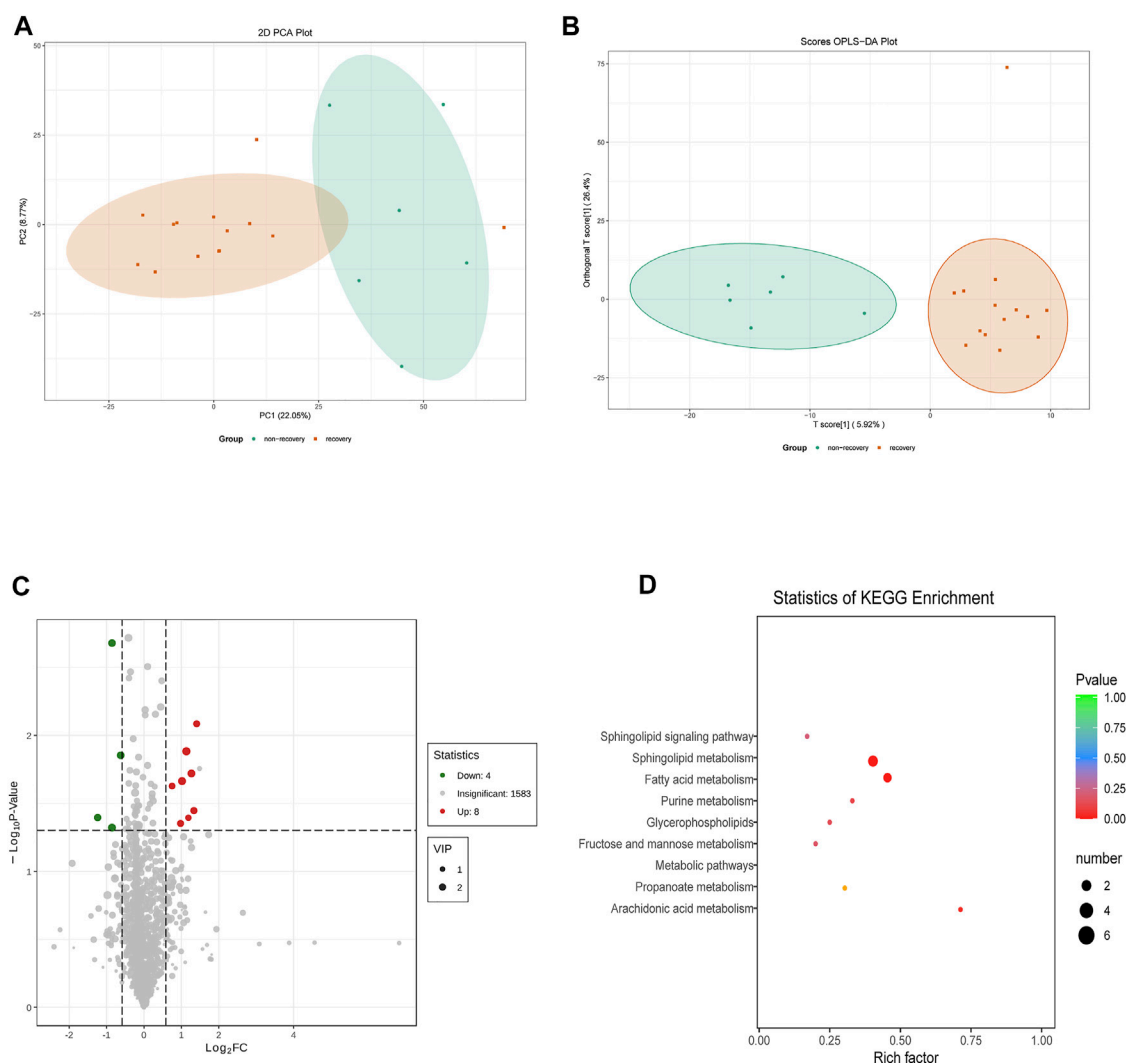 A
2D PCA Plot
50
25
0
−25
PC2 (8.77%)
−25
0
25
50
PC1 (22.05%)
Group non-recovery recovery
B
Scores OPLS−DA Plot
75
50
25
0
−25
Orthogonal T score[1] ( 26.4% )
−20
−10
0
10
T score[1] ( 5.92% )
Group non-recovery recovery
C
2
1
0
− Log10P-Value
-2
-1
0
1
2
4
Log2FC
Statistics
Down: 4
Insignificant: 1583
Up: 8
VIP
1
2
D
Statistics of KEGG Enrichment
Sphingolipid signaling pathway
Sphingolipid metabolism
Fatty acid metabolism
Purine metabolism
Glycerophospholipids
Fructose and mannose metabolism
Metabolic pathways
Propanoate metabolism
Arachidonic acid metabolism
0.00
0.25
0.50
0.75
1.00
Rich factor
Pvalue
1.00
0.75
0.50
0.25
0.00
number
2
4
6